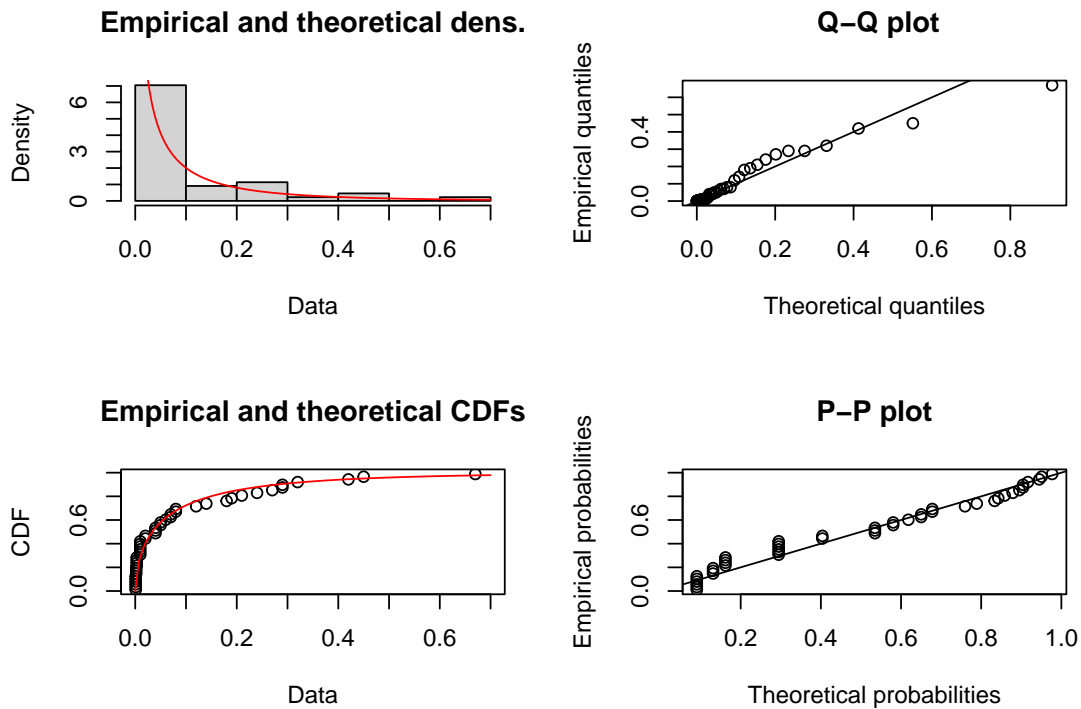 Empirical and theoretical dens.
Density
0 3 6
0.0 0.2 0.4 0.6
Data
Q−Q plot
Empirical quantiles
0.0 0.4
0.0 0.2 0.4 0.6 0.8
Theoretical quantiles
Empirical and theoretical CDFs
CDF
0.0 0.6
0.0 0.2 0.4 0.6
Data
P−P plot
Empirical probabilities
0.0 0.6
0.2 0.4 0.6 0.8 1.0
Theoretical probabilities